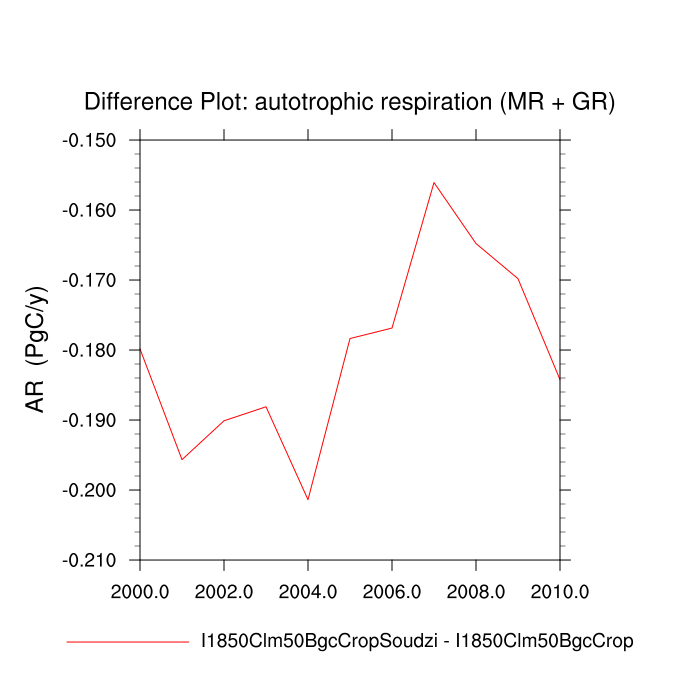 Difference Plot: autotrophic respiration (MR + GR)
-0.150
-0.160
-0.170
-0.180
-0.190
-0.200
-0.210
AR (PgC/y)
2000.0 2002.0 2004.0 2006.0 2008.0 2010.0
I1850Clm50BgcCropSoudzi - I1850Clm50BgcCrop